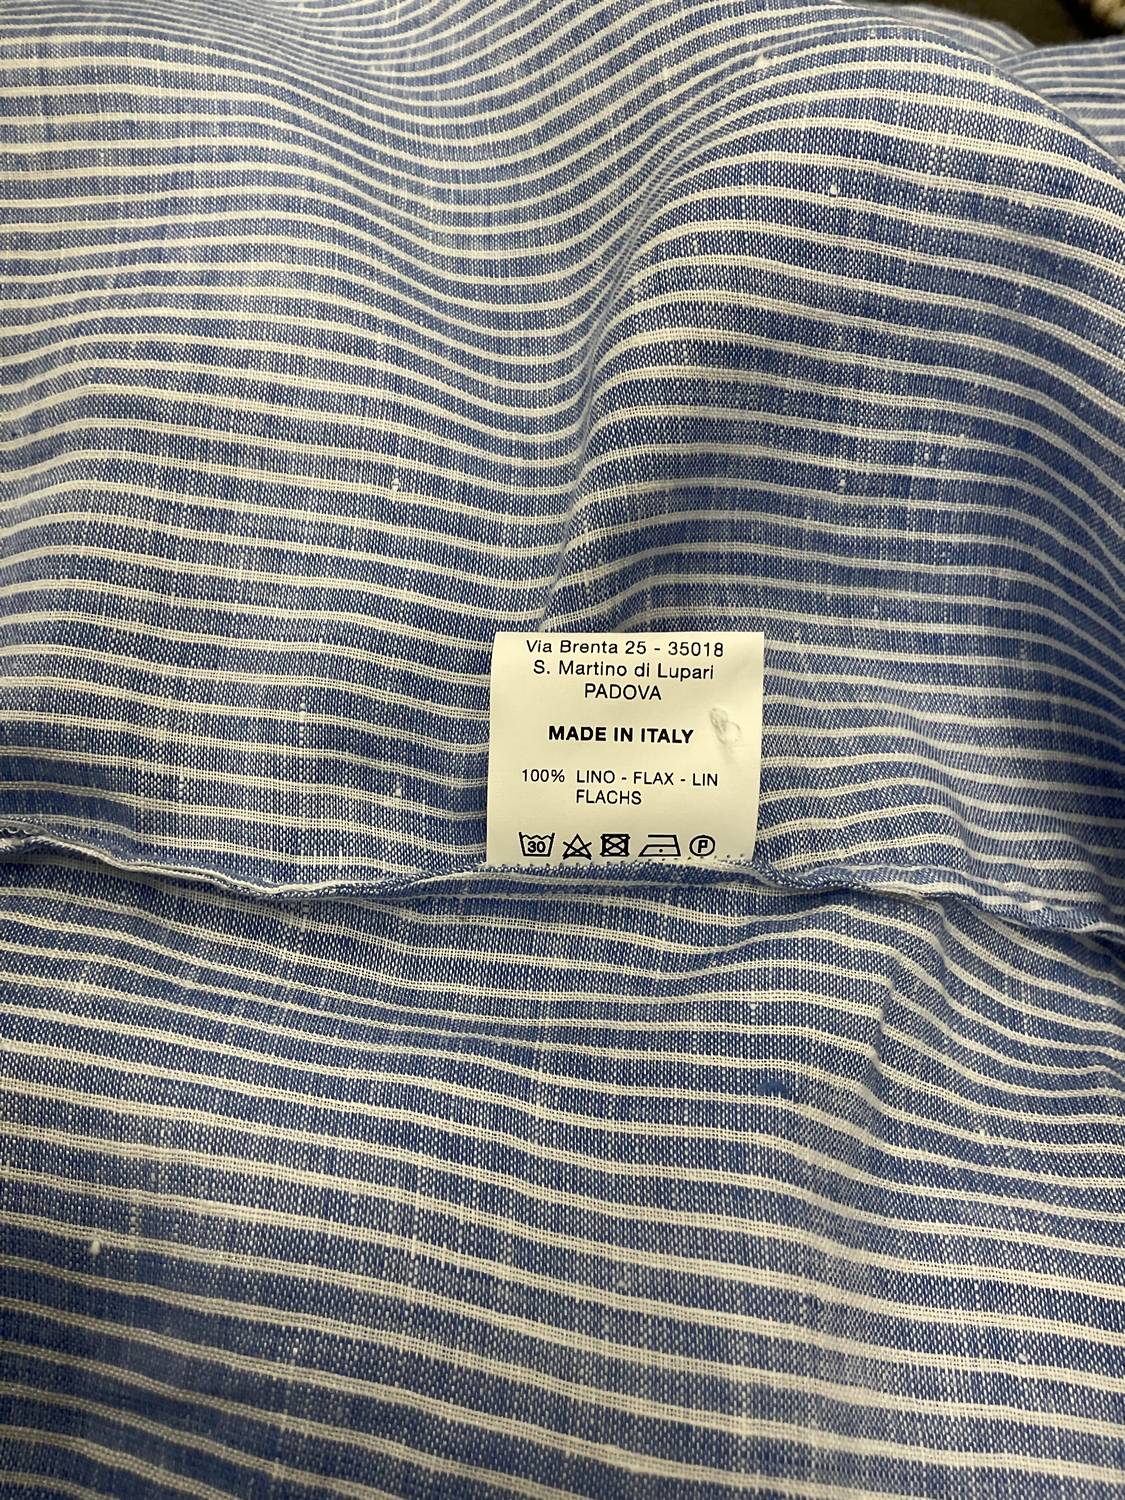 Via Brenta 25 - 35018
S. Martino di Lupari
PADOVA
MADE IN ITALY
100% LINO - FLAX - LIN
FLACHS
30 P